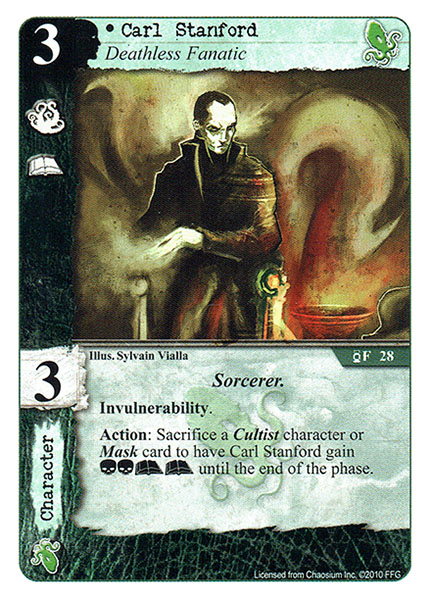 3
• Carl Stanford
Deathless Fanatic
Illus. Sylvain Vialla
F 28
3
Sorcerer.
Invulnerability.
Action: Sacrifice a Cultist character or
Mask card to have Carl Stanford gain
until the end of the phase.
Character
Licensed from Chaosium Inc. ©2010 FFG